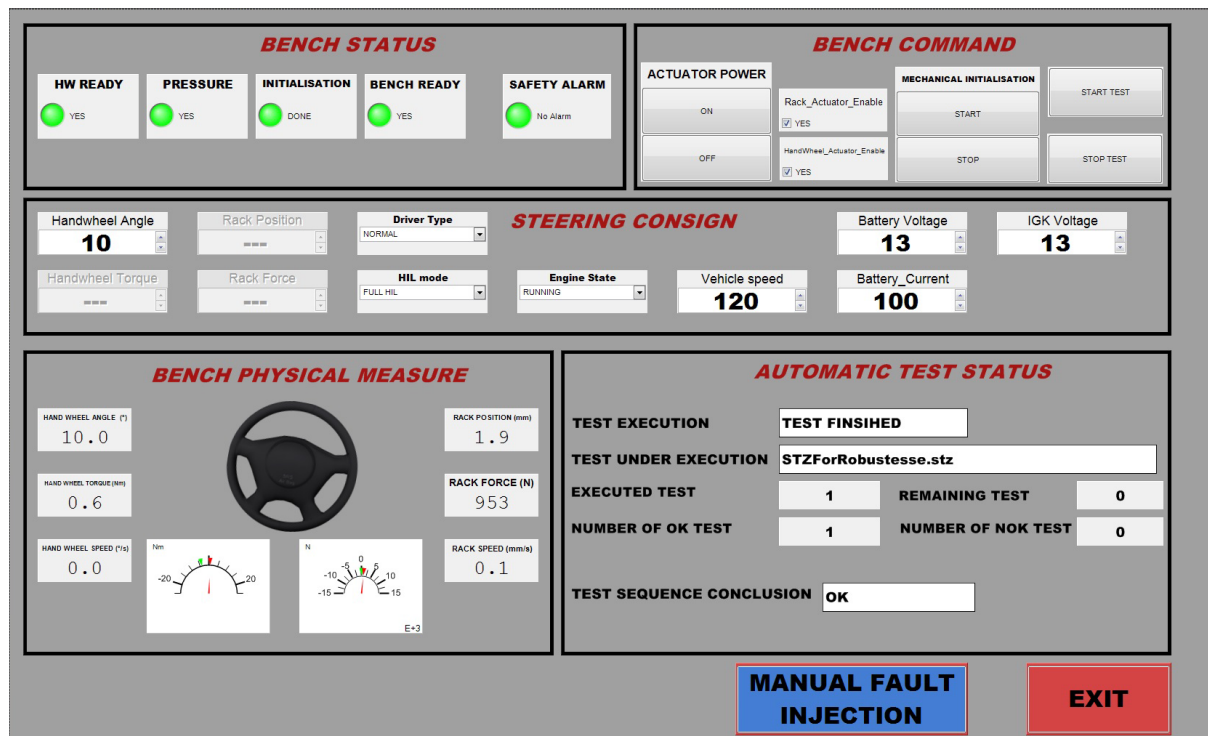 BENCH STATUS
HW READY
YES
PRESSURE
YES
INITIALISATION
DONE
BENCH READY
YES
SAFETY ALARM
No Alarm
BENCH COMMAND
ACTUATOR POWER
ON
OFF
Rack_Actuator_Enable
YES
HandWheel_Actuator_Enable
YES
MECHANICAL INITIALISATION
START
STOP
START TEST
STOP TEST
STEERING CONSIGN
Handwheel Angle
10
Rack Position
---
Driver Type
NORMAL
Battery Voltage
13
IGK Voltage
13
Handwheel Torque
---
Rack Force
---
HIL mode
FULL HIL
Engine State
RUNNING
Vehicle speed
120
Battery_Current
100
BENCH PHYSICAL MEASURE
HAND WHEEL ANGLE (°)
10.0
HAND WHEEL TORQUE (Nm)
0.6
HAND WHEEL SPEED (°/s)
0.0
RACK POSITION (mm)
1.9
RACK FORCE (N)
953
RACK SPEED (mm/s)
0.1
Nm
-20
20
N
-15
-10
-5
0
5
10
15
E+3
AUTOMATIC TEST STATUS
TEST EXECUTION TEST FINSIHED
TEST UNDER EXECUTION STZForRobustesse.stz
EXECUTED TEST 1 REMAINING TEST 0
NUMBER OF OK TEST 1 NUMBER OF NOK TEST 0
TEST SEQUENCE CONCLUSION OK
MANUAL FAULT
INJECTION
EXIT